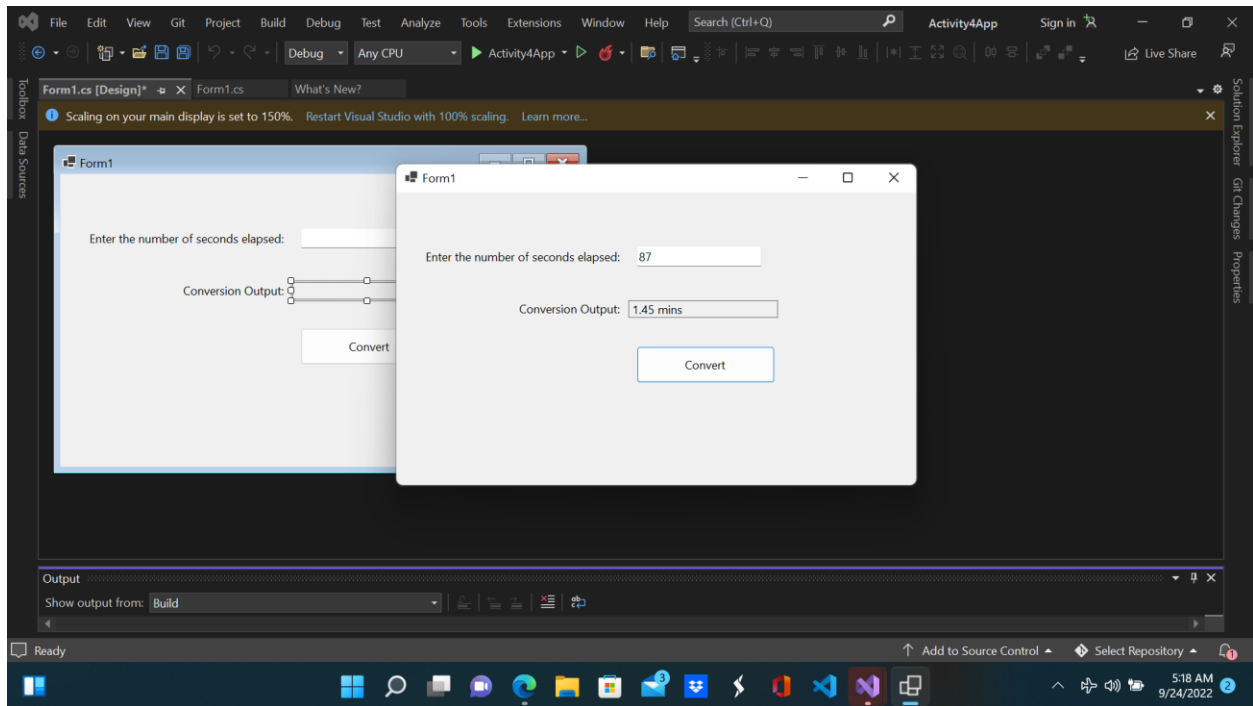 File Edit View Git Project Build Debug Test Analyze Tools Extensions Window Help Search (Ctrl+Q) Activity4App Sign in
Debug Any CPU Activity4App Live Share
Toolbox
Data Sources
Form1.cs [Design]* Form1.cs What's New?
Scaling on your main display is set to 150%. Restart Visual Studio with 100% scaling. Learn more...
Form1
Enter the number of seconds elapsed:
Conversion Output:
Convert
Form1
Enter the number of seconds elapsed: 87
Conversion Output: 1.45 mins
Convert
Solution Explorer
Git Changes
Properties
Output
Show output from: Build
Ready Add to Source Control Select Repository 1
3
5:18 AM
9/24/2022 2